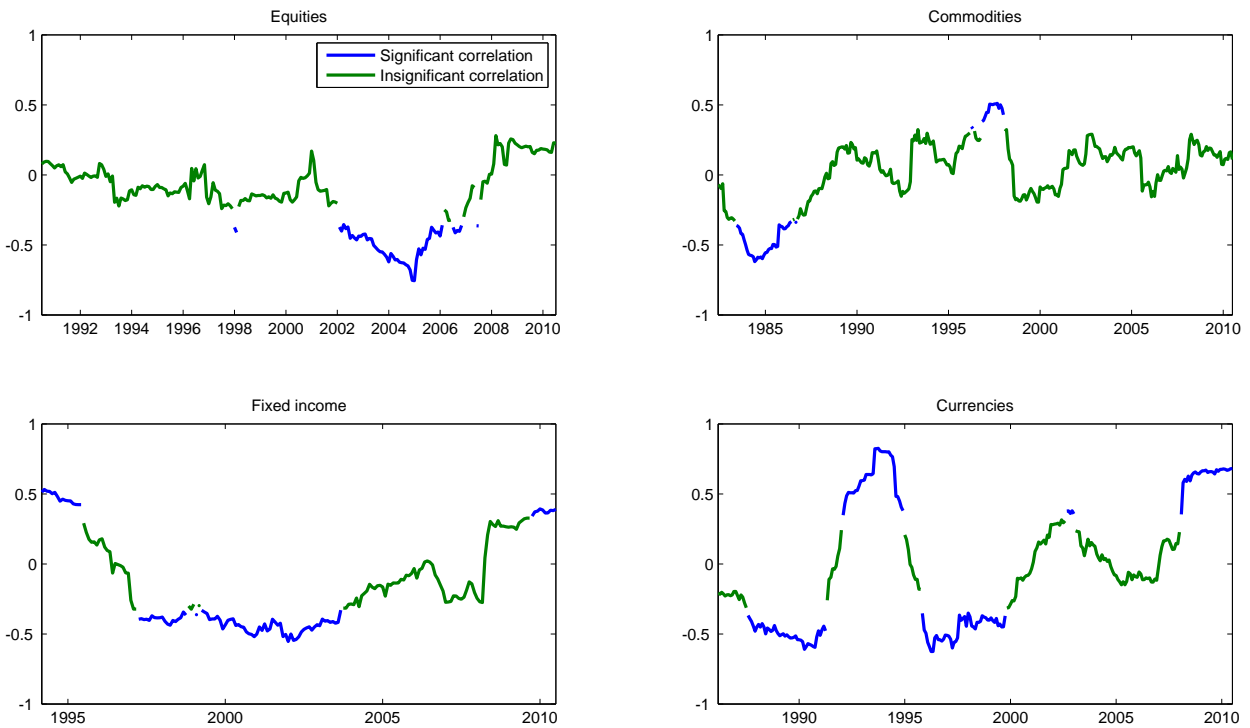 Equities
1
0.5
0
-0.5
-1
1992 1994 1996 1998 2000 2002 2004 2006 2008 2010
Significant correlation
Insignificant correlation
Commodities
1
0.5
0
-0.5
-1
1985 1990 1995 2000 2005 2010
Fixed income
1
0.5
0
-0.5
-1
1995 2000 2005 2010
Currencies
1
0.5
0
-0.5
-1
1990 1995 2000 2005 2010